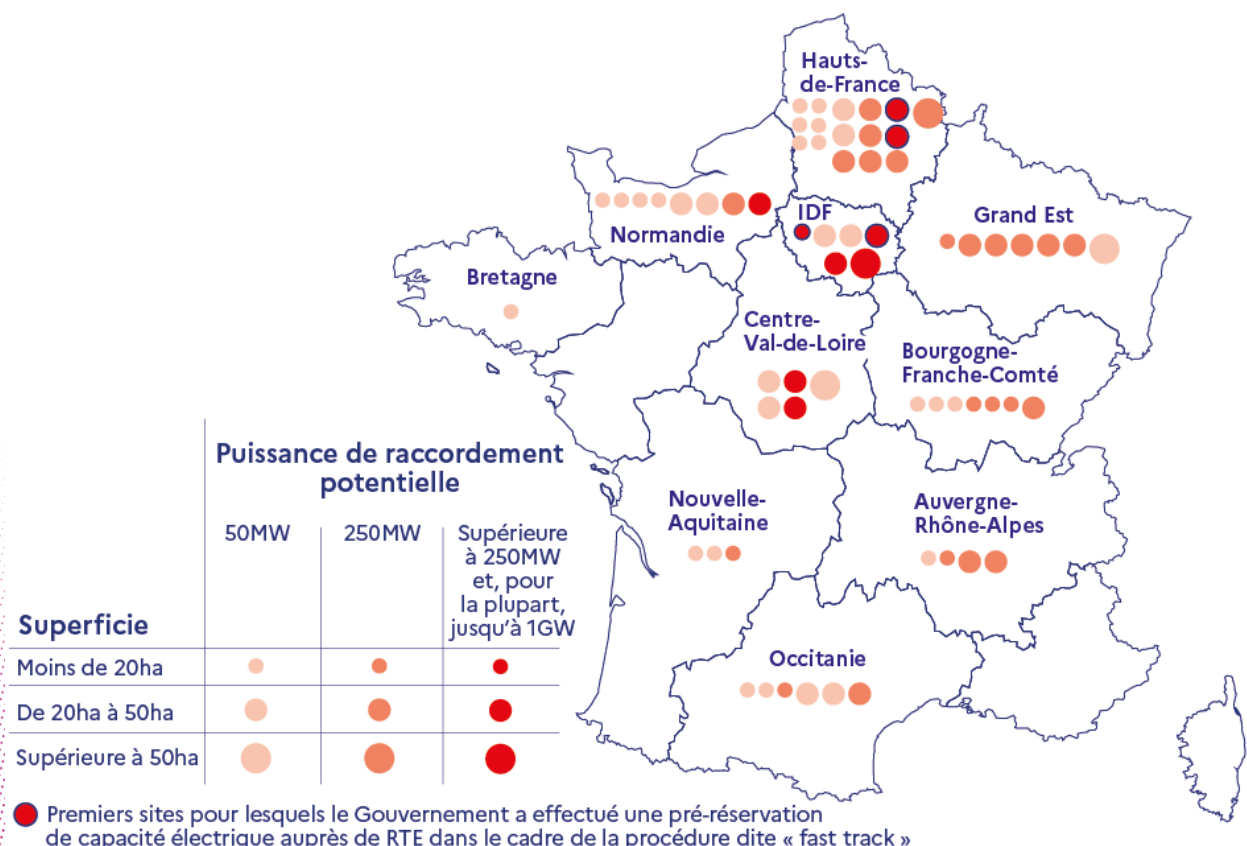 Hauts-
de-France
IDF
Normandie
Grand Est
Bretagne
Centre-
Val-de-Loire
Bourgogne-
Franche-Comté
Nouvelle-
Aquitaine
Auvergne-
Rhône-Alpes
Occitanie
Puissance de raccordement
potentielle
50MW
250MW
Supérieure
à 250MW
et, pour
la plupart,
jusqu'à 1GW
Superficie
Moins de 20ha
De 20ha à 50ha
Supérieure à 50ha
Premiers sites pour lesquels le Gouvernement a effectué une pré-réservation
de capacité électrique auprès de RTE dans le cadre de la procédure dite « fast track »